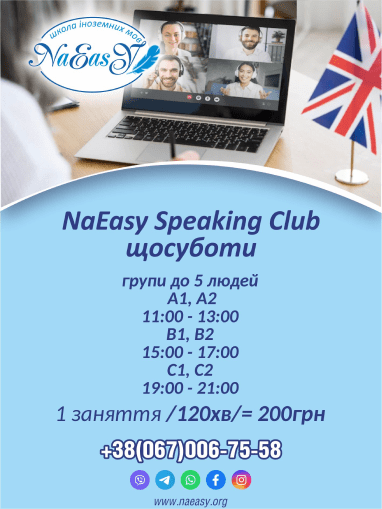 школа іноземних мов
NaEasy
NaEasy Speaking Club
щосуботи
групи до 5 людей
A1, A2
11:00 - 13:00
B1, B2
15:00 - 17:00
C1, C2
19:00 - 21:00
1 заняття /120хв/= 200грн
+38(067)006-75-58
www.naeasy.org